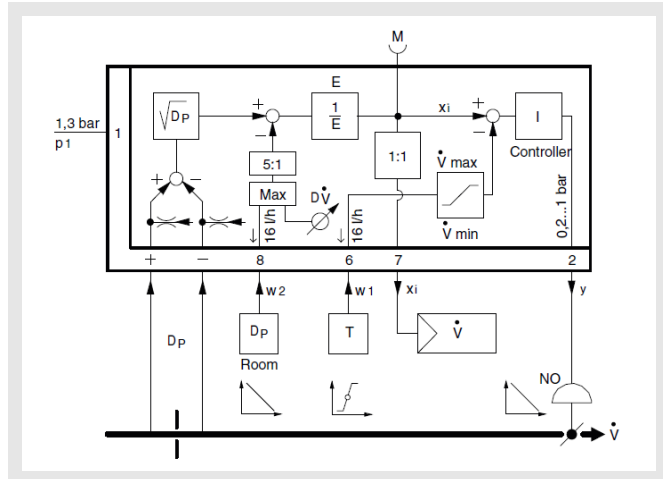 M
E
1,3 bar
p1
1
√Dp
+
−
1
E
xi
+
−
I
Controller
5:1
Max
DV̇
1:1
V̇ max
V̇ min
+
−
16 l/h
16 l/h
0,2...1 bar
+
−
8
6
7
2
w2
w1
xi
y
Dp
Dp
Room
T
V̇
NO
V̇